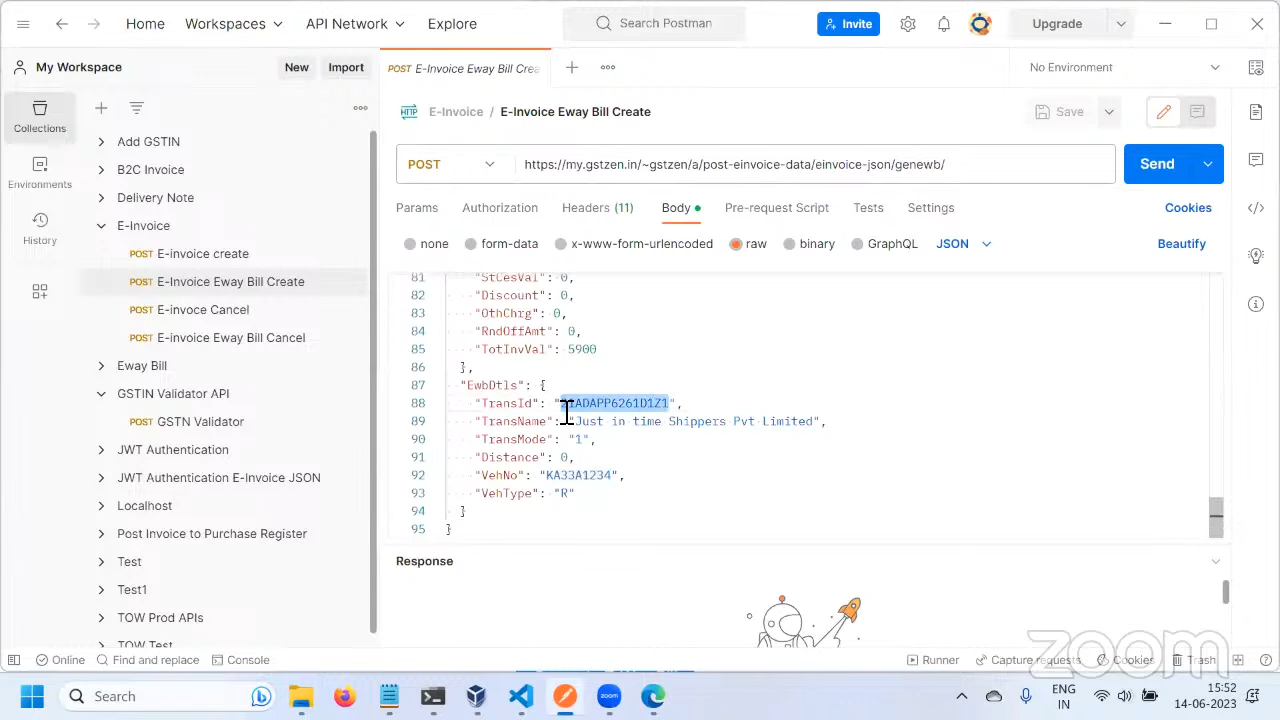 Home Workspaces API Network Explore Search Postman Invite Upgrade
My Workspace New Import POST E-Invoice Eway Bill Crea No Environment
Collections
Environments
History
Add GSTIN
B2C Invoice
Delivery Note
E-Invoice
POST E-invoice create
POST E-Invoice Eway Bill Create
POST E-invoce Cancel
POST E-invoice Eway Bill Cancel
Eway Bill
GSTIN Validator API
POST GSTN Validator
JWT Authentication
JWT Authentication E-Invoice JSON
Localhost
Post Invoice to Purchase Register
Test
Test1
TOW Prod APIs
TOW Test
HTTP E-Invoice / E-Invoice Eway Bill Create Save
POST https://my.gstzen.in/~gstzen/a/post-einvoice-data/einvoice-json/genewb/ Send
Params Authorization Headers (11) Body Pre-request Script Tests Settings Cookies
none form-data x-www-form-urlencoded raw binary GraphQL JSON Beautify
81 "StCesVal": 0,
82 "Discount": 0,
83 "OthChrg": 0,
84 "RndOffAmt": 0,
85 "TotInvVal": 5900
86 },
87 "EwbDtls": {
88 "TransId": "21ADAPP6261D1Z1",
89 "TransName": "Just in time Shippers Pvt Limited",
90 "TransMode": "1",
91 "Distance": 0,
92 "VehNo": "KA33A1234",
93 "VehType": "R"
94 }
95 }
Response
zoom
Online Find and replace Console Runner Capture requests Cookies Trash
Search zoom ENG IN 15:52 14-06-2023